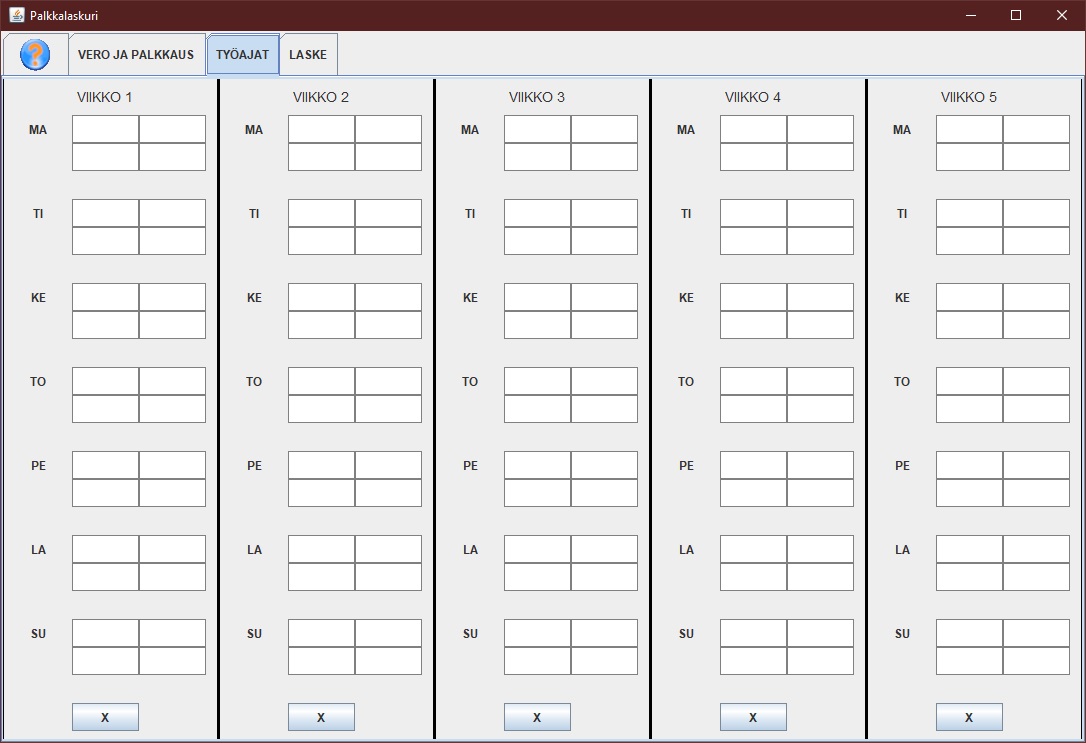 Palkkalaskuri
? VERO JA PALKKAUS TYÖAJAT LASKE
VIIKKO 1 VIIKKO 2 VIIKKO 3 VIIKKO 4 VIIKKO 5
MA MA MA MA MA
TI TI TI TI TI
KE KE KE KE KE
TO TO TO TO TO
PE PE PE PE PE
LA LA LA LA LA
SU SU SU SU SU
X X X X X